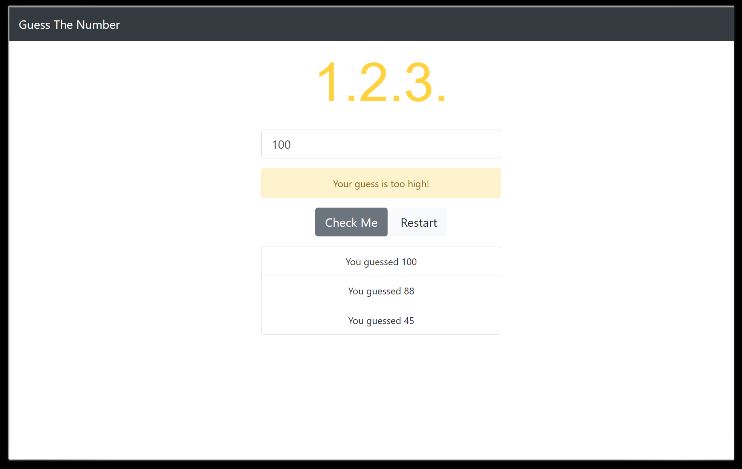 Guess The Number
1.2.3.
100
Your guess is too high!
Check Me Restart
You guessed 100
You guessed 88
You guessed 45